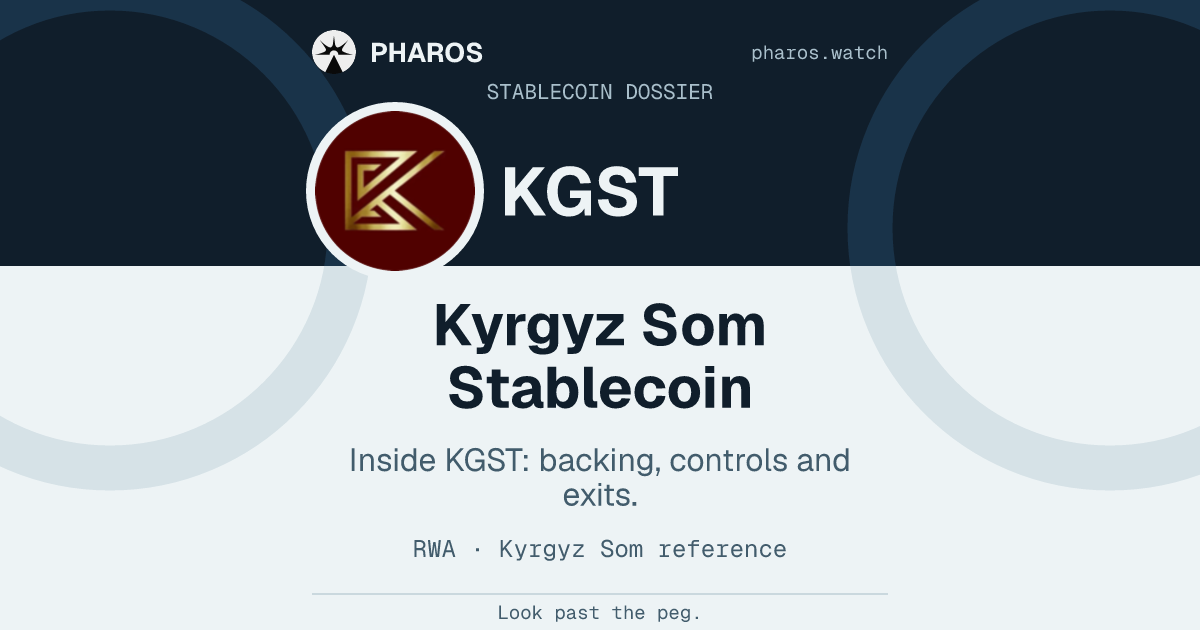 PHAROS
pharos.watch
STABLECOIN DOSSIER
KGST
Kyrgyz Som
Stablecoin
Inside KGST: backing, controls and
exits.
RWA · Kyrgyz Som reference
Look past the peg.